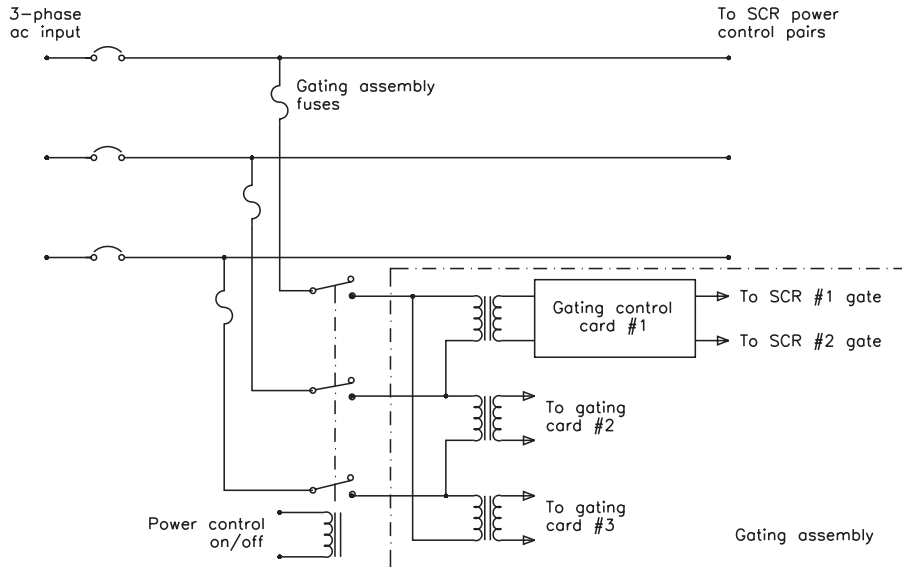 3-phase
ac input
To SCR power
control pairs
Gating assembly
fuses
Gating control
card #1
To SCR #1 gate
To SCR #2 gate
To gating
card #2
To gating
card #3
Power control
on/off
Gating assembly